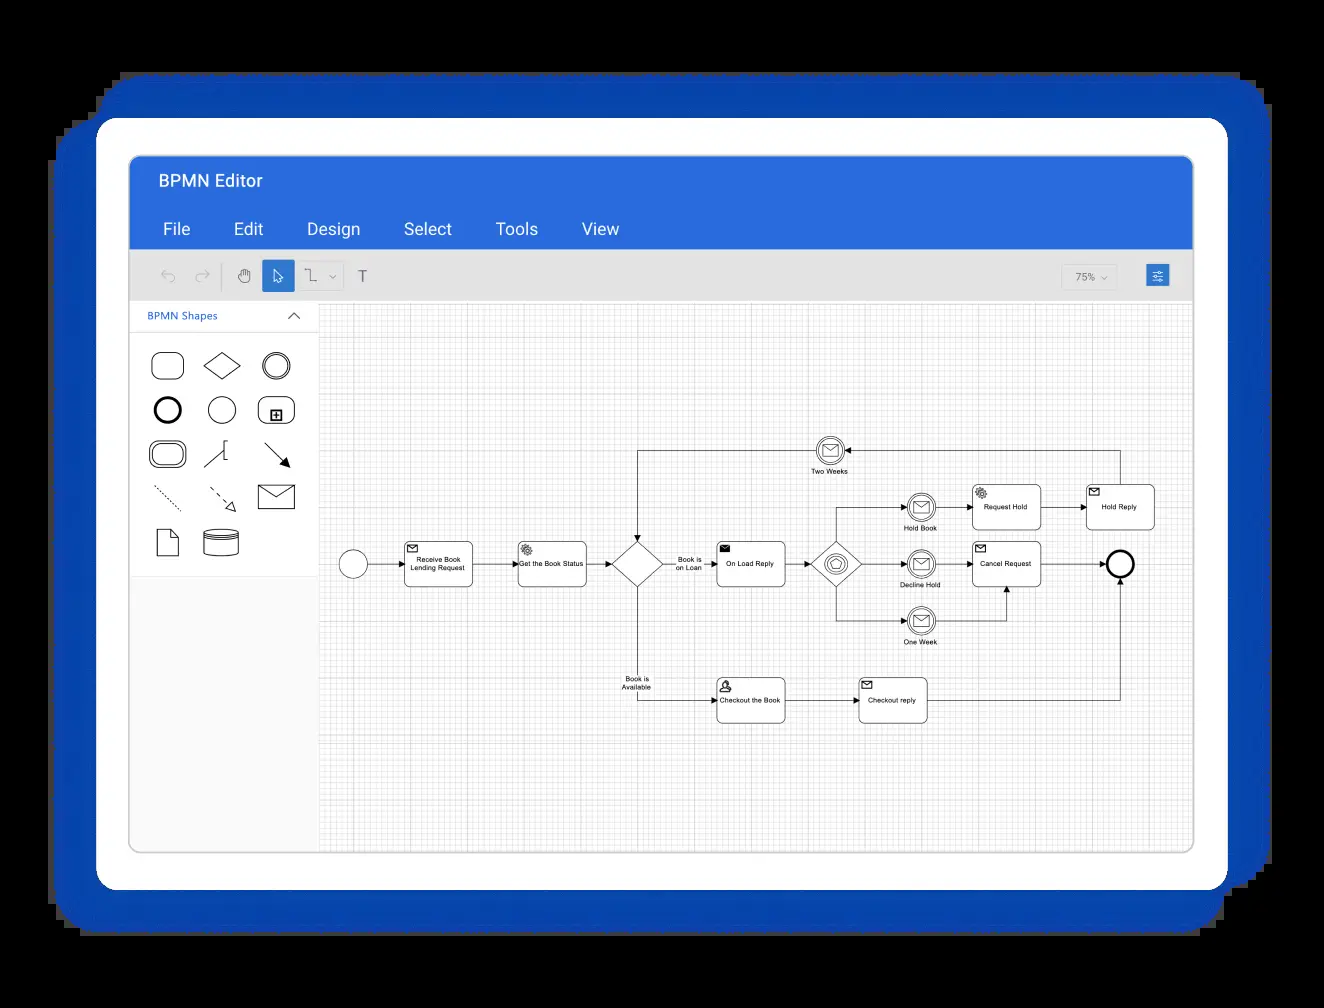 BPMN Editor
File Edit Design Select Tools View
T
75%
BPMN Shapes
Two Weeks
Hold Book
Request Hold
Hold Reply
Receive Book
Lending Request
Get the Book Status
Book is
on Loan
On Load Reply
Decline Hold
Cancel Request
One Week
Book is
Available
Checkout the Book
Checkout reply